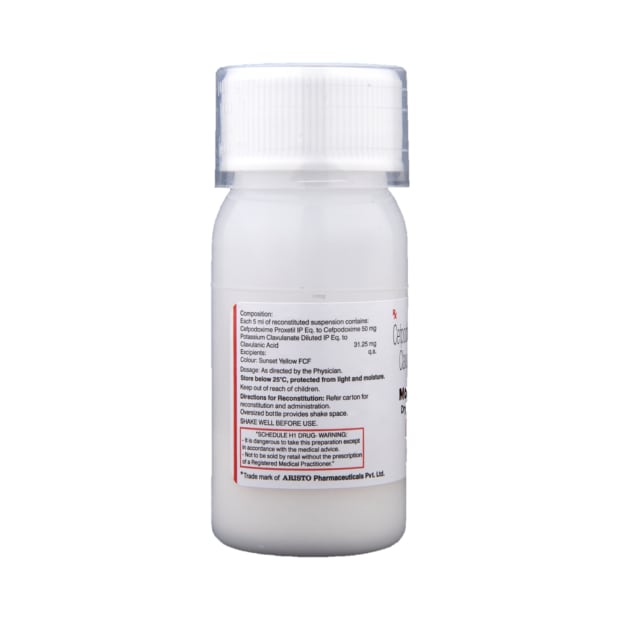 Composition:
Each 5 ml of reconstituted suspension contains:
Cefpodoxime Proxetil IP Eq. to Cefpodoxime 50 mg
Potassium Clavulanate Diluted IP Eq. to
Clavulanic Acid 31.25 mg
Excipients: q.s.
Colour: Sunset Yellow FCF
Dosage: As directed by the Physician.
Store below 25°C, protected from light and moisture.
Keep out of reach of children.
Directions for Reconstitution: Refer carton for
reconstitution and administration.
Oversized bottle provides shake space.
SHAKE WELL BEFORE USE.
"SCHEDULE H1 DRUG- WARNING:
- It is dangerous to take this preparation except
in accordance with the medical advice.
- Not to be sold by retail without the prescription
of a Registered Medical Practitioner."
*Trade mark of ARISTO Pharmaceuticals Pvt. Ltd.
Rx